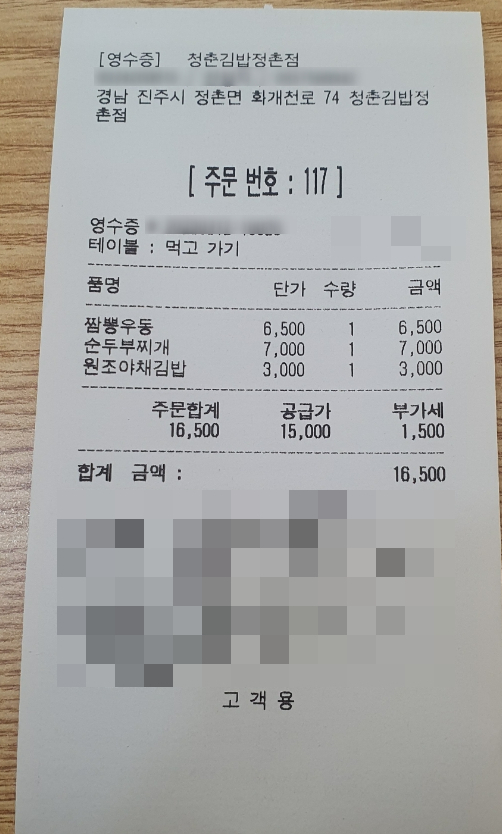 [영수증] 청춘김밥정촌점
경남 진주시 정촌면 화개천로 74 청춘김밥정
촌점
[ 주문 번호 : 117 ]
영수증
테이블 : 먹고 가기
품명 단가 수량 금액
짬뽕우동 6,500 1 6,500
순두부찌개 7,000 1 7,000
원조야채김밥 3,000 1 3,000
주문합계 공급가 부가세
16,500 15,000 1,500
합계 금액 : 16,500
고 객 용